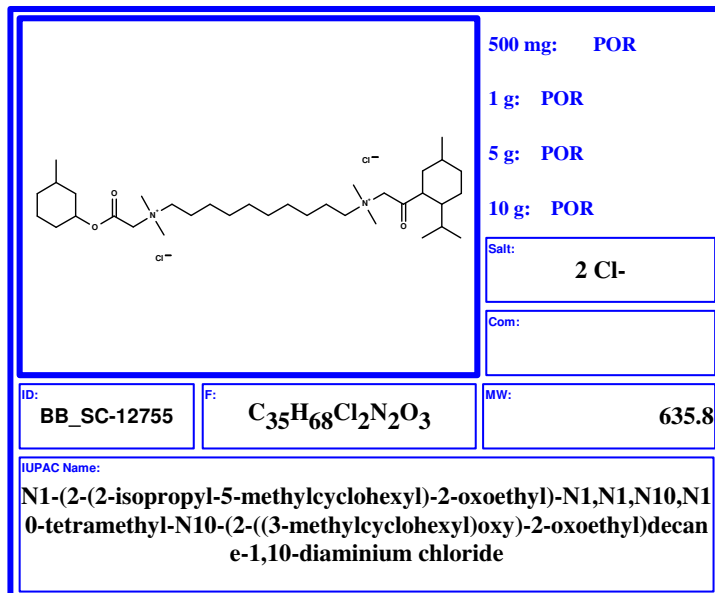 500 mg: POR
1 g: POR
5 g: POR
10 g: POR
Cl−
O
O
N+
Cl−
N+
O
Salt:
2 Cl-
Com:
ID:
BB_SC-12755
F:
C35H68Cl2N2O3
MW:
635.8
IUPAC Name:
N1-(2-(2-isopropyl-5-methylcyclohexyl)-2-oxoethyl)-N1,N1,N10,N1
0-tetramethyl-N10-(2-((3-methylcyclohexyl)oxy)-2-oxoethyl)decan
e-1,10-diaminium chloride